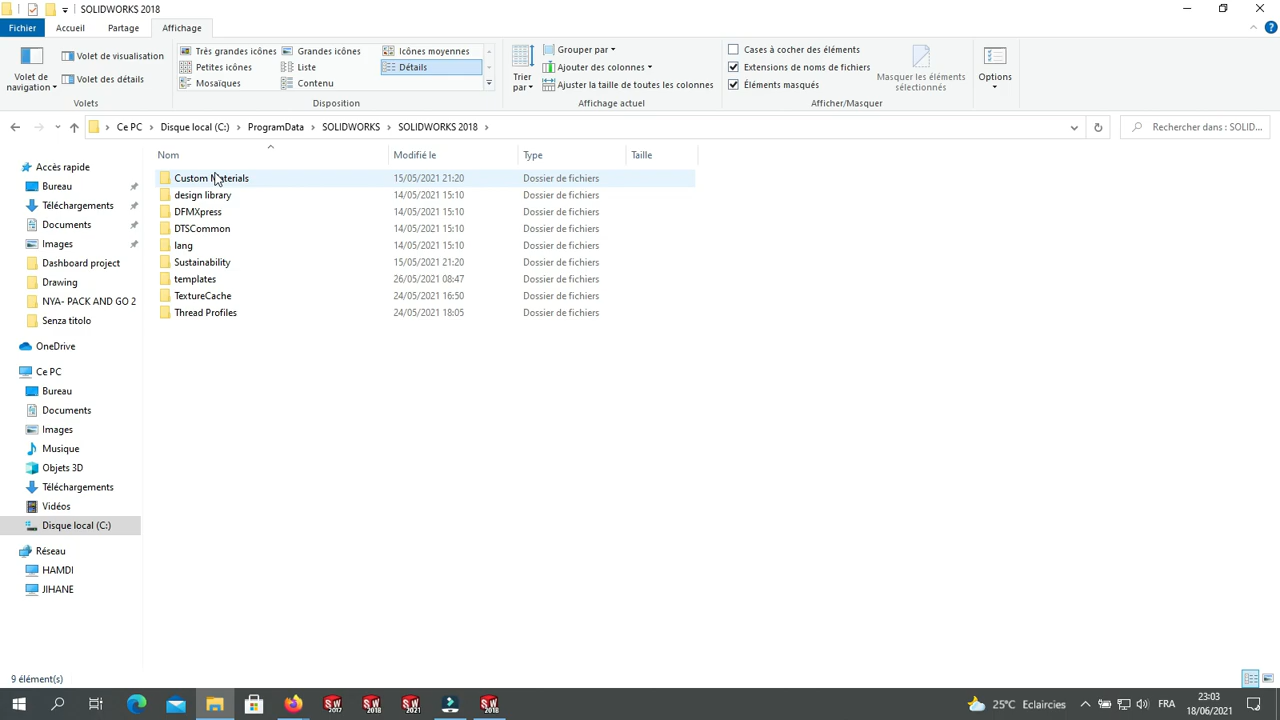 SOLIDWORKS 2018
Fichier Accueil Partage Affichage
Volet de navigation
Volet de visualisation
Volet des détails
Volets
Très grandes icônes Grandes icônes Icônes moyennes
Petites icônes Liste Détails
Mosaïques Contenu
Disposition
Trier par
Grouper par
Ajouter des colonnes
Ajuster la taille de toutes les colonnes
Affichage actuel
Cases à cocher des éléments
Extensions de noms de fichiers
Éléments masqués
Masquer les éléments sélectionnés
Afficher/Masquer
Options
Ce PC Disque local (C:) ProgramData SOLIDWORKS SOLIDWORKS 2018
Rechercher dans : SOLID...
Nom Modifié le Type Taille
Custom Materials 15/05/2021 21:20 Dossier de fichiers
design library 14/05/2021 15:10 Dossier de fichiers
DFMXpress 14/05/2021 15:10 Dossier de fichiers
DTSCommon 14/05/2021 15:10 Dossier de fichiers
lang 14/05/2021 15:10 Dossier de fichiers
Sustainability 15/05/2021 21:20 Dossier de fichiers
templates 26/05/2021 08:47 Dossier de fichiers
TextureCache 24/05/2021 16:50 Dossier de fichiers
Thread Profiles 24/05/2021 18:05 Dossier de fichiers
Accès rapide
Bureau
Téléchargements
Documents
Images
Dashboard project
Drawing
NYA- PACK AND GO 2
Senza titolo
OneDrive
Ce PC
Bureau
Documents
Images
Musique
Objets 3D
Téléchargements
Vidéos
Disque local (C:)
Réseau
HAMDI
JIHANE
9 élément(s)
SW 2017 SW 2018 SW 2021 SW 2018
25°C Eclaircies
FRA
23:03
18/06/2021